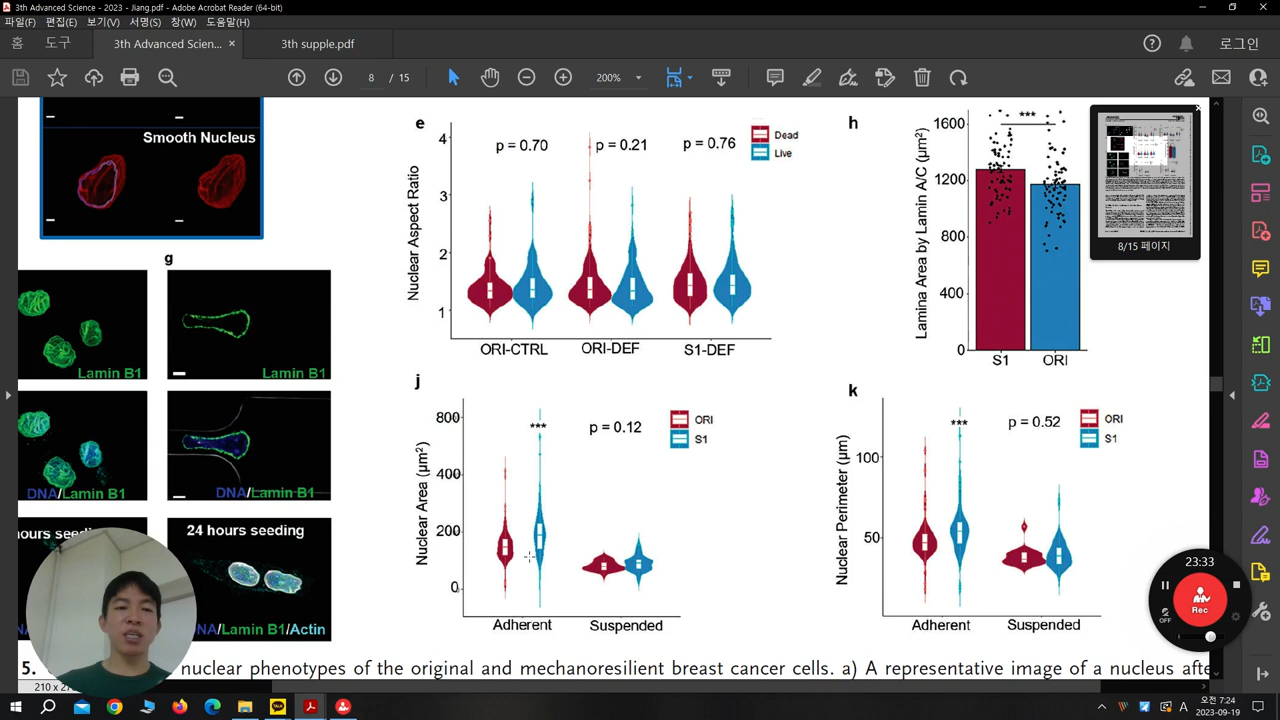 3th Advanced Science - 2023 - Jiang.pdf - Adobe Acrobat Reader (64-bit)
파일(F) 편집(E) 보기(V) 서명(S) 창(W) 도움말(H)
홈 도구 3th Advanced Scien... × 3th supple.pdf 로그인
8 / 15 200%
Smooth Nucleus
g
Lamin B1
Lamin B1
DNA/Lamin B1
DNA/Lamin B1
24 hours seeding
Lamin B1/Actin
e
Nuclear Aspect Ratio
4
3
2
1
p = 0.70
p = 0.21
p = 0.76
Dead
Live
ORI-CTRL
ORI-DEF
S1-DEF
h
Lamina Area by Lamin A/C (μm²)
1600
1200
800
400
0
***
S1
ORI
8/15 페이지
j
Nuclear Area (μm²)
800
400
200
0
***
p = 0.12
ORI
S1
Adherent
Suspended
k
Nuclear Perimeter (μm)
100
50
***
p = 0.52
ORI
S1
Adherent
Suspended
23:33
Rec
OFF
5.
nuclear phenotypes of the original and mechanoresilient breast cancer cells. a) A representative image of a nucleus afte
210 x 2
TALK
오전 7:24
2023-09-19